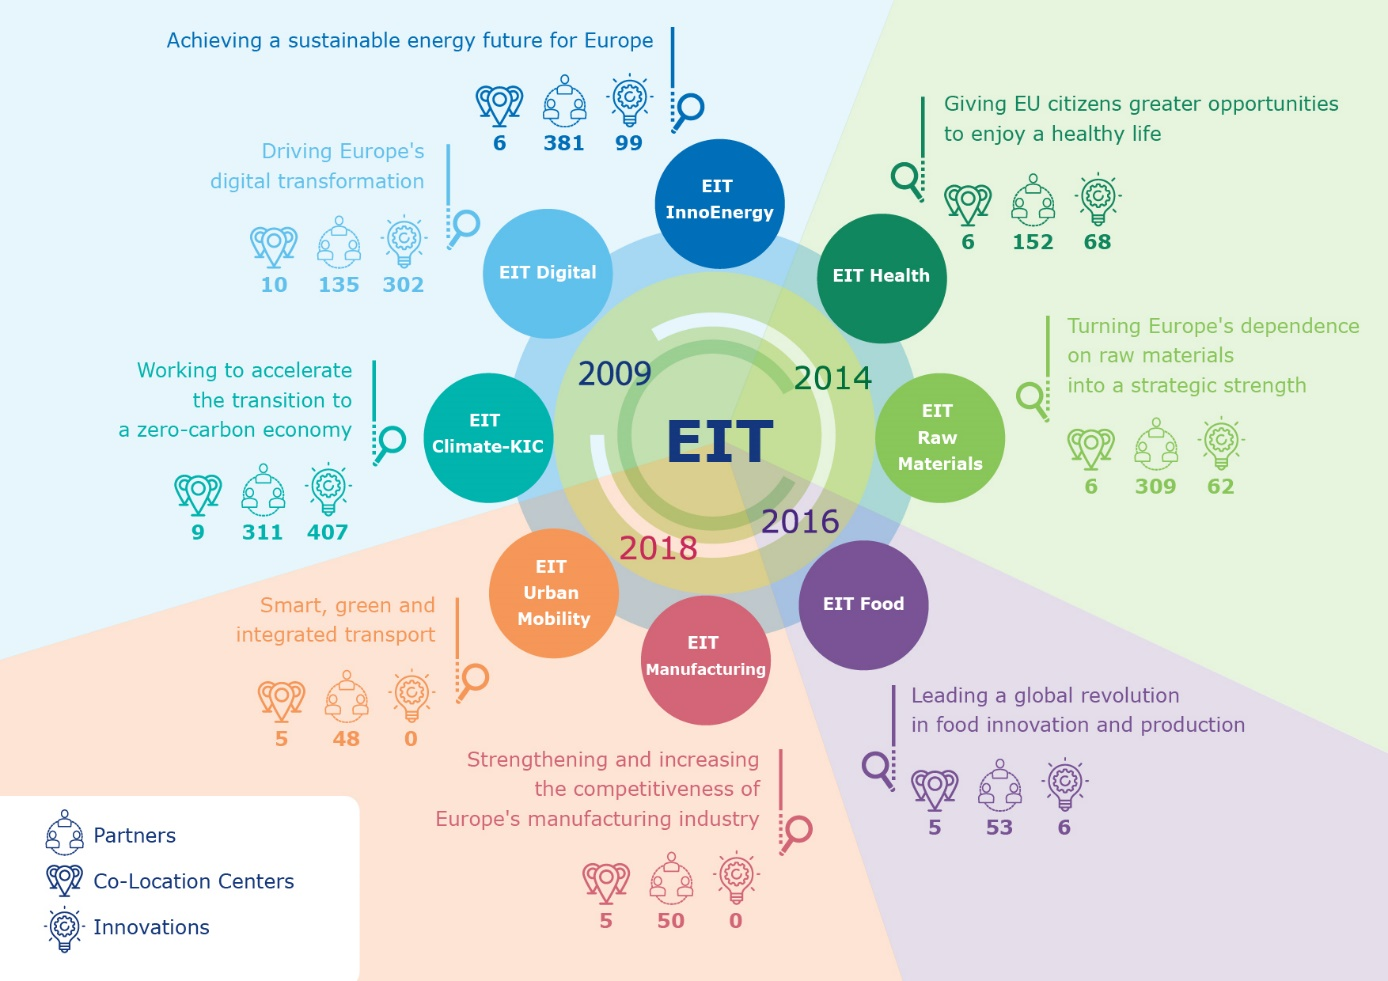 Achieving a sustainable energy future for Europe
6 381 99
EIT
InnoEnergy
Giving EU citizens greater opportunities
to enjoy a healthy life
6 152 68
EIT Health
Driving Europe's
digital transformation
10 135 302
EIT Digital
Turning Europe's dependence
on raw materials
into a strategic strength
6 309 62
EIT
Raw
Materials
Working to accelerate
the transition to
a zero-carbon economy
9 311 407
EIT
Climate-KIC
2009
2014
EIT
2016
2018
Smart, green and
integrated transport
5 48 0
EIT
Urban
Mobility
EIT
Manufacturing
EIT Food
Leading a global revolution
in food innovation and production
5 53 6
Strengthening and increasing
the competitiveness of
Europe's manufacturing industry
5 50 0
Partners
Co-Location Centers
Innovations